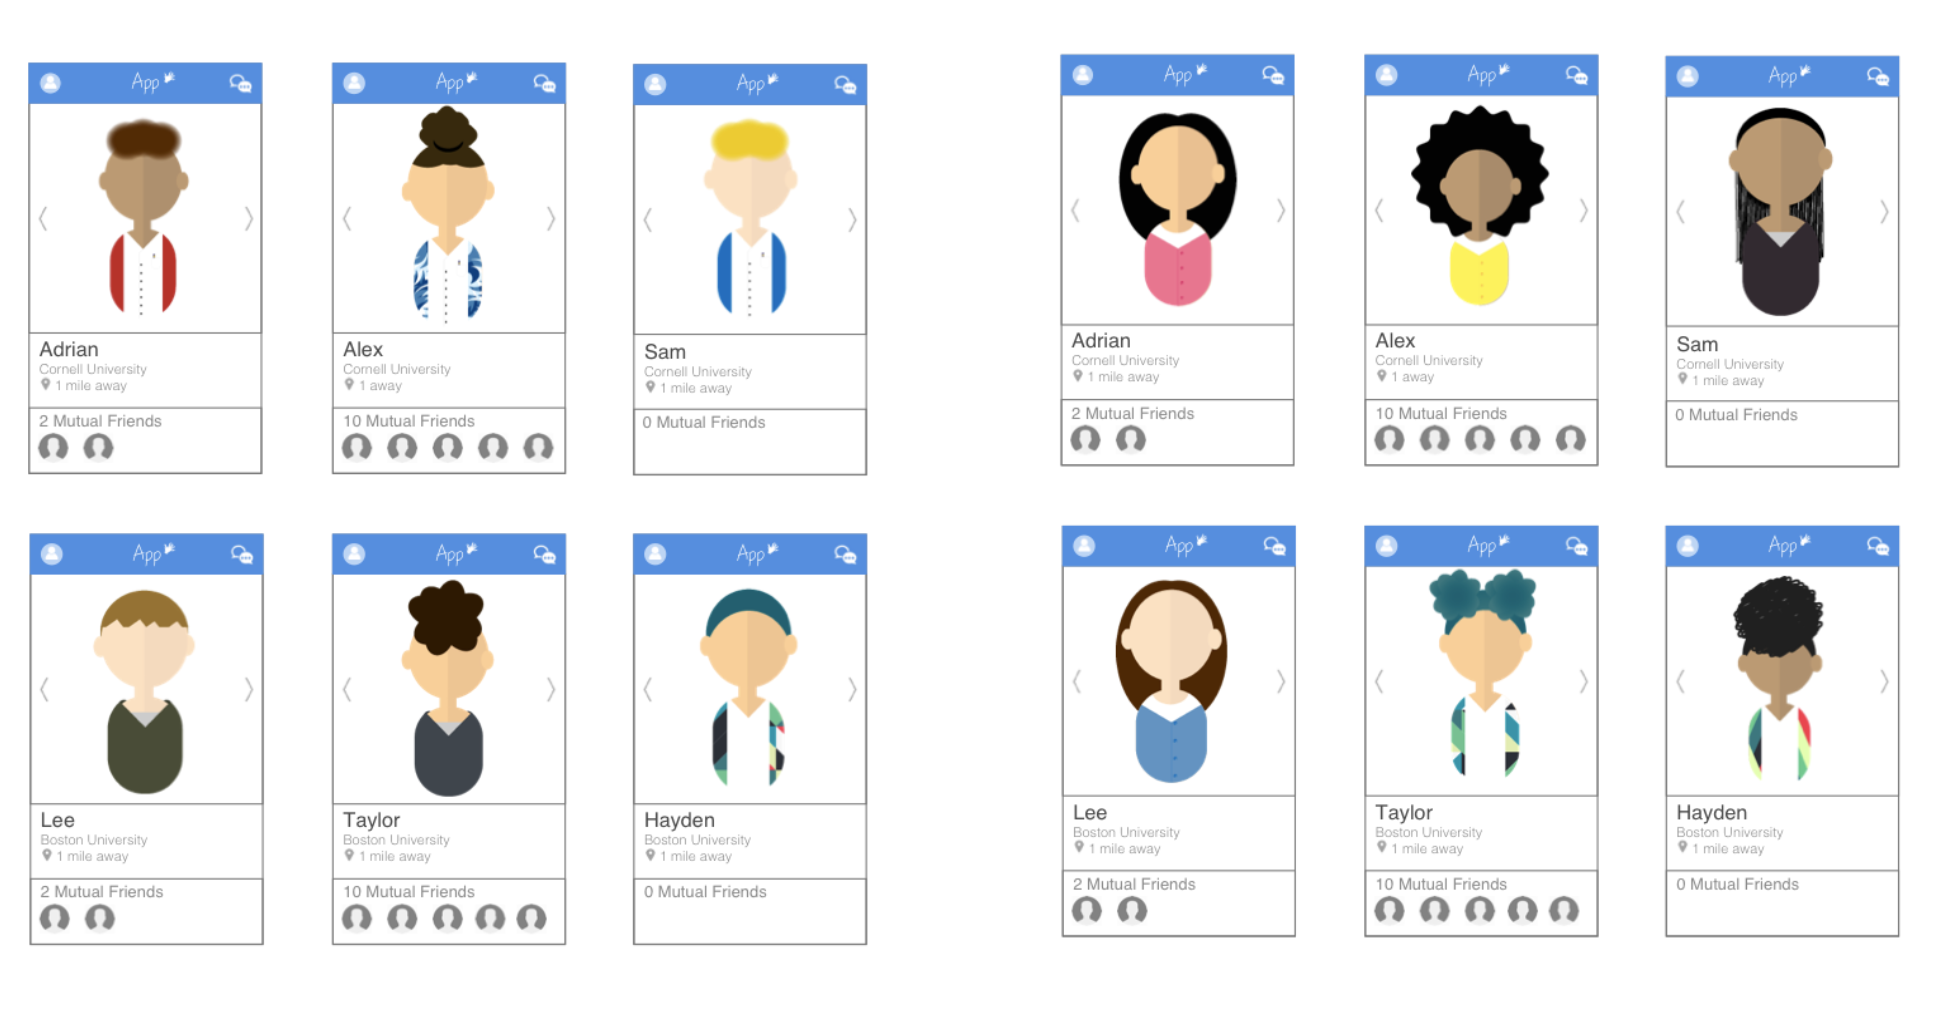 App
Adrian
Cornell University
1 mile away
2 Mutual Friends
App
Alex
Cornell University
1 away
10 Mutual Friends
App
Sam
Cornell University
1 mile away
0 Mutual Friends
App
Adrian
Cornell University
1 mile away
2 Mutual Friends
App
Alex
Cornell University
1 away
10 Mutual Friends
App
Sam
Cornell University
1 mile away
0 Mutual Friends
App
Lee
Boston University
1 mile away
2 Mutual Friends
App
Taylor
Boston University
1 mile away
10 Mutual Friends
App
Hayden
Boston University
1 mile away
0 Mutual Friends
App
Lee
Boston University
1 mile away
2 Mutual Friends
App
Taylor
Boston University
1 mile away
10 Mutual Friends
App
Hayden
Boston University
1 mile away
0 Mutual Friends